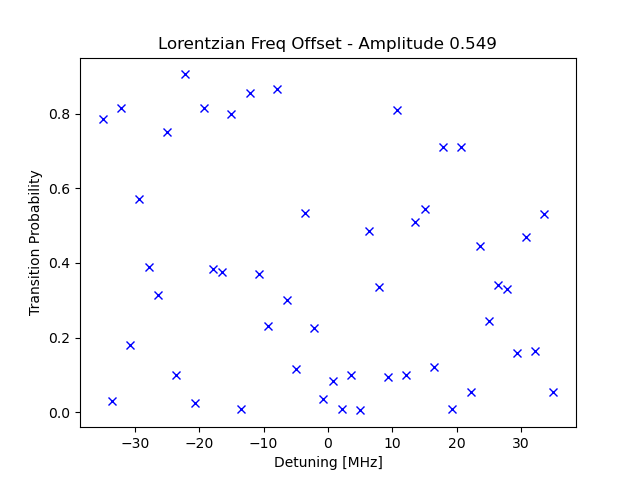 Lorentzian Freq Offset - Amplitude 0.549
Transition Probability
0.8
0.6
0.4
0.2
0.0
−30 −20 −10 0 10 20 30
Detuning [MHz]